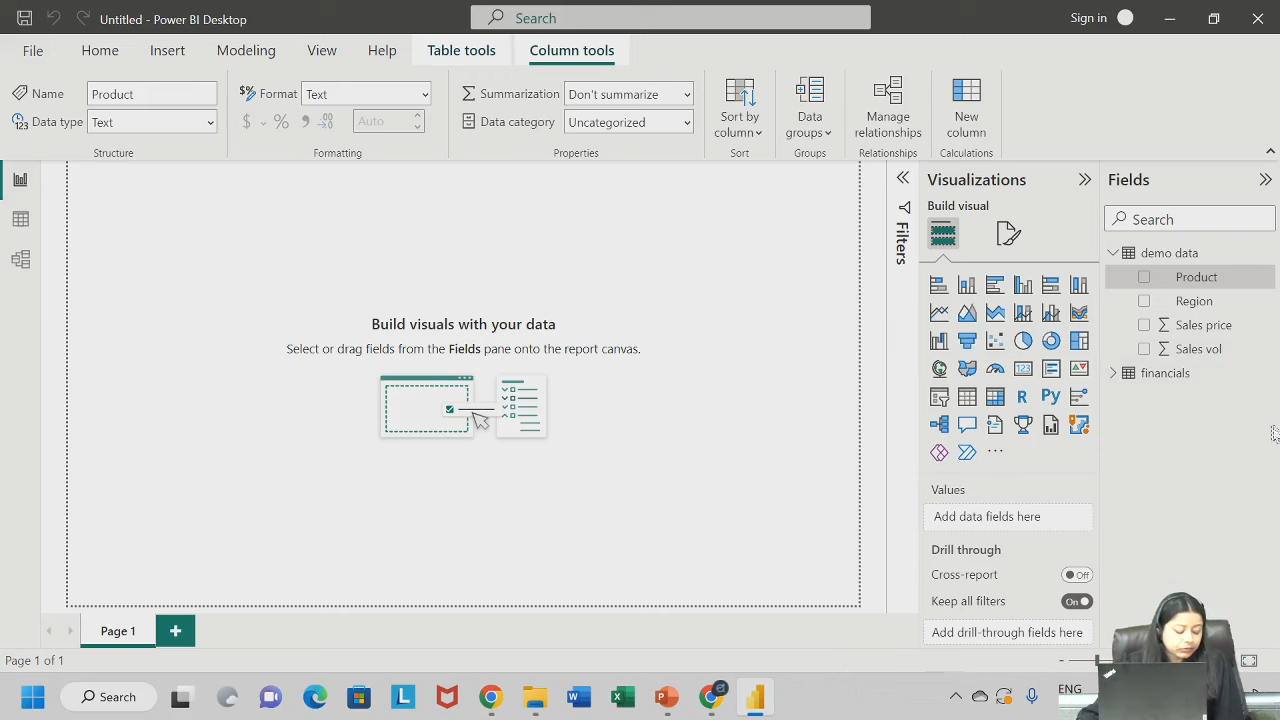 Untitled - Power BI Desktop
Search
Sign in
File
Home
Insert
Modeling
View
Help
Table tools
Column tools
Name
Product
Data type
Text
Structure
Format
Text
$
%
Auto
Formatting
Summarization
Don't summarize
Data category
Uncategorized
Properties
Sort by
column
Sort
Data
groups
Groups
Manage
relationships
Relationships
New
column
Calculations
Build visuals with your data
Select or drag fields from the Fields pane onto the report canvas.
Filters
Visualizations
Build visual
123
R
Py
Values
Add data fields here
Drill through
Cross-report
Off
Keep all filters
On
Add drill-through fields here
Fields
Search
demo data
Product
Region
Sales price
Sales vol
financials
Page 1
Page 1 of 1
Search
ENG